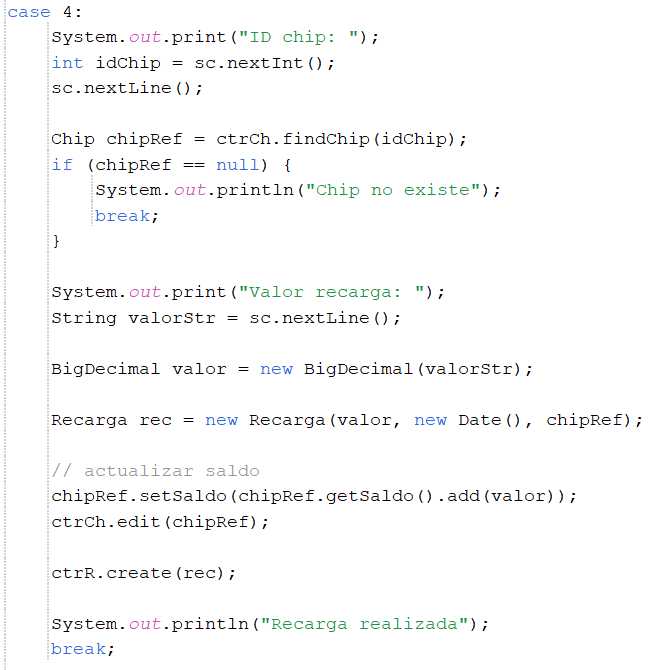 case 4:
System.out.print("ID chip: ");
int idChip = sc.nextInt();
sc.nextLine();
Chip chipRef = ctrCh.findChip(idChip);
if (chipRef == null) {
System.out.println("Chip no existe");
break;
}
System.out.print("Valor recarga: ");
String valorStr = sc.nextLine();
BigDecimal valor = new BigDecimal(valorStr);
Recarga rec = new Recarga(valor, new Date(), chipRef);
// actualizar saldo
chipRef.setSaldo(chipRef.getSaldo().add(valor));
ctrCh.edit(chipRef);
ctrR.create(rec);
System.out.println("Recarga realizada");
break;